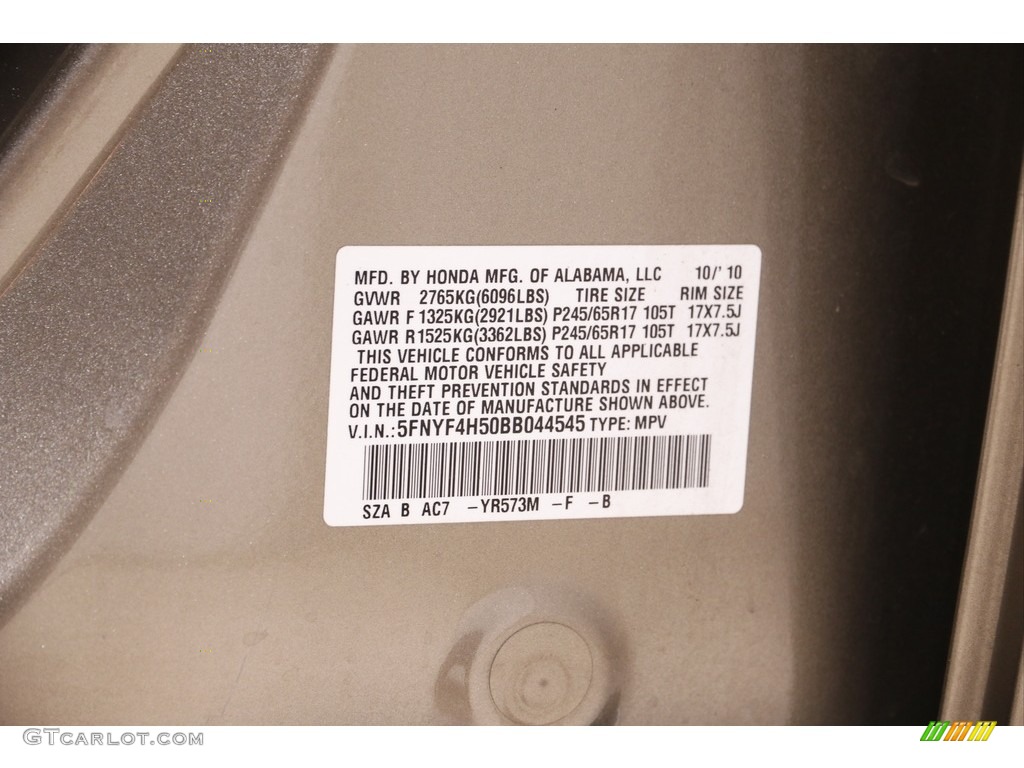 MFD. BY HONDA MFG. OF ALABAMA, LLC 10/'10
GVWR 2765KG(6096LBS) TIRE SIZE RIM SIZE
GAWR F 1325KG(2921LBS) P245/65R17 105T 17X7.5J
GAWR R 1525KG(3362LBS) P245/65R17 105T 17X7.5J
THIS VEHICLE CONFORMS TO ALL APPLICABLE
FEDERAL MOTOR VEHICLE SAFETY
AND THEFT PREVENTION STANDARDS IN EFFECT
ON THE DATE OF MANUFACTURE SHOWN ABOVE.
V.I.N.: 5FNYF4H50BB044545 TYPE: MPV
SZA B AC7 -YR573M -F -B
GTcarlot.com